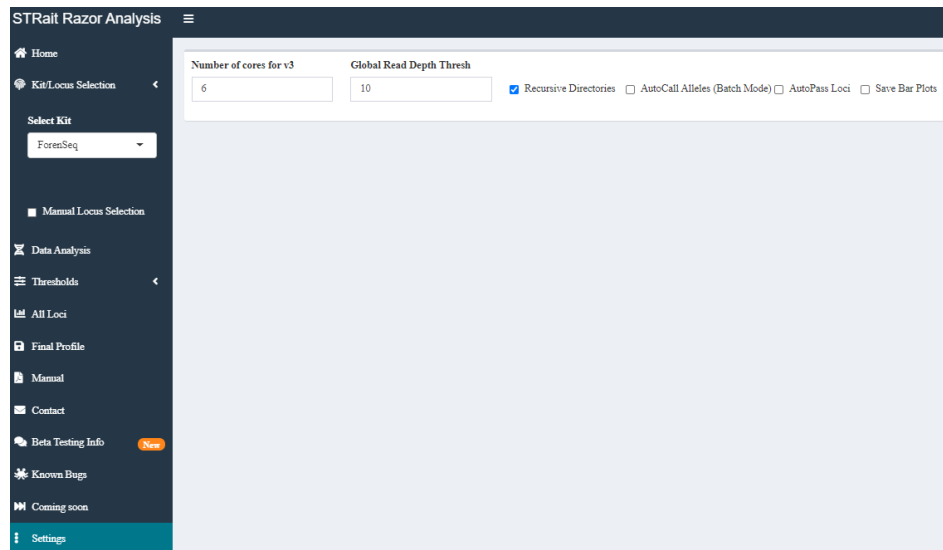 STRait Razor Analysis
Home
Kit/Locus Selection
Select Kit
ForenSeq
Manual Locus Selection
Data Analysis
Thresholds
All Loci
Final Profile
Manual
Contact
Beta Testing Info New
Known Bugs
Coming soon
Settings
Number of cores for v3 Global Read Depth Thresh
6 10 Recursive Directories AutoCall Alleles (Batch Mode) AutoPass Loci Save Bar Plots